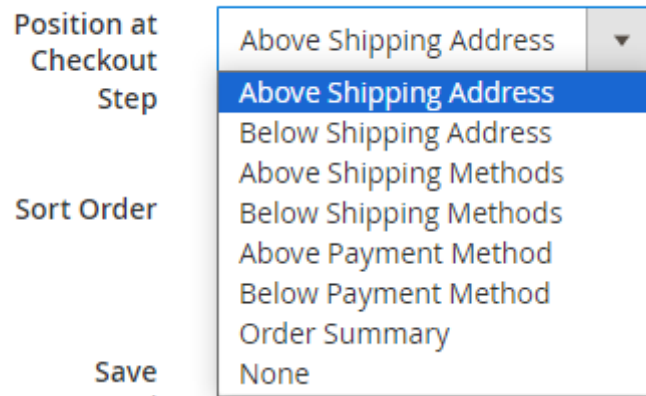 Position at
Checkout
Step
Above Shipping Address
Above Shipping Address
Below Shipping Address
Above Shipping Methods
Below Shipping Methods
Above Payment Method
Below Payment Method
Order Summary
None
Sort Order
Save